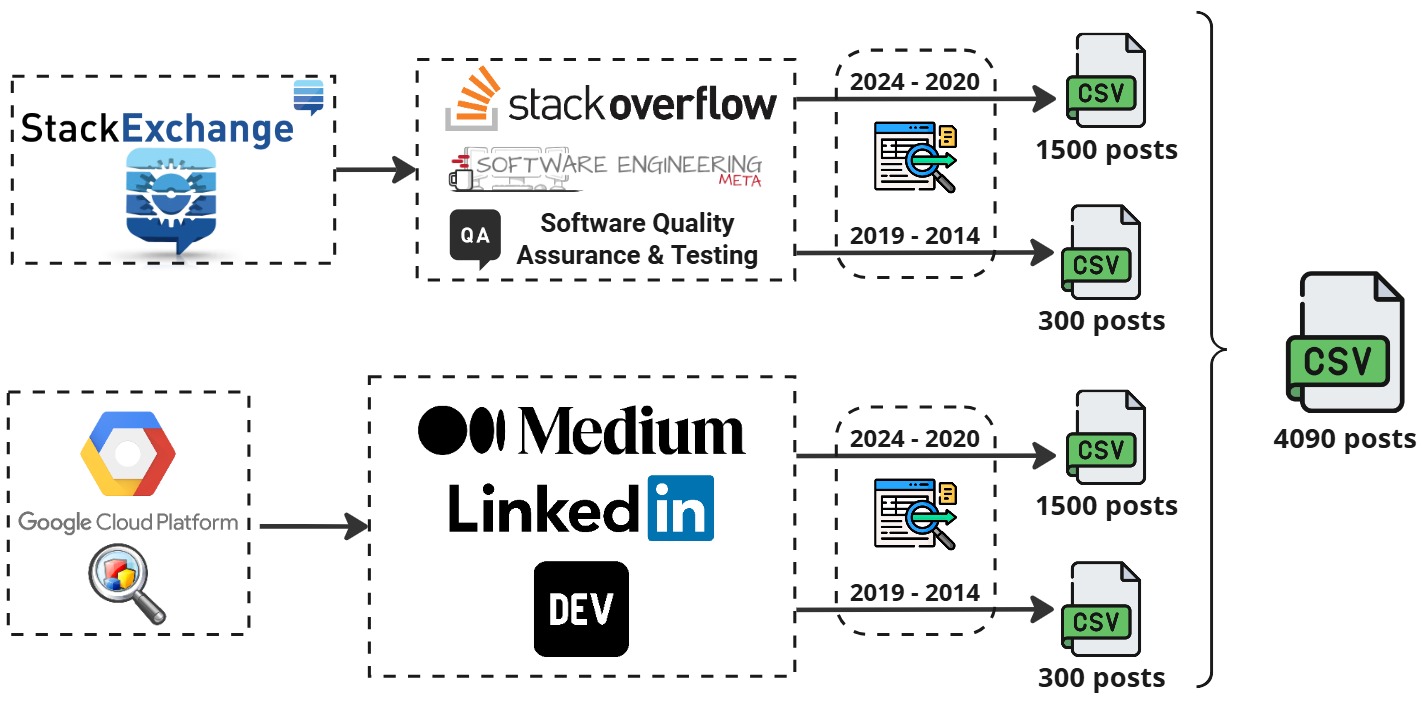 StackExchange
stackoverflow
SOFTWARE ENGINEERING
META
QA
Software Quality
Assurance & Testing
2024 - 2020
CSV
1500 posts
2019 - 2014
CSV
300 posts
Google Cloud Platform
Medium
Linked in
DEV
2024 - 2020
CSV
1500 posts
2019 - 2014
CSV
300 posts
CSV
4090 posts